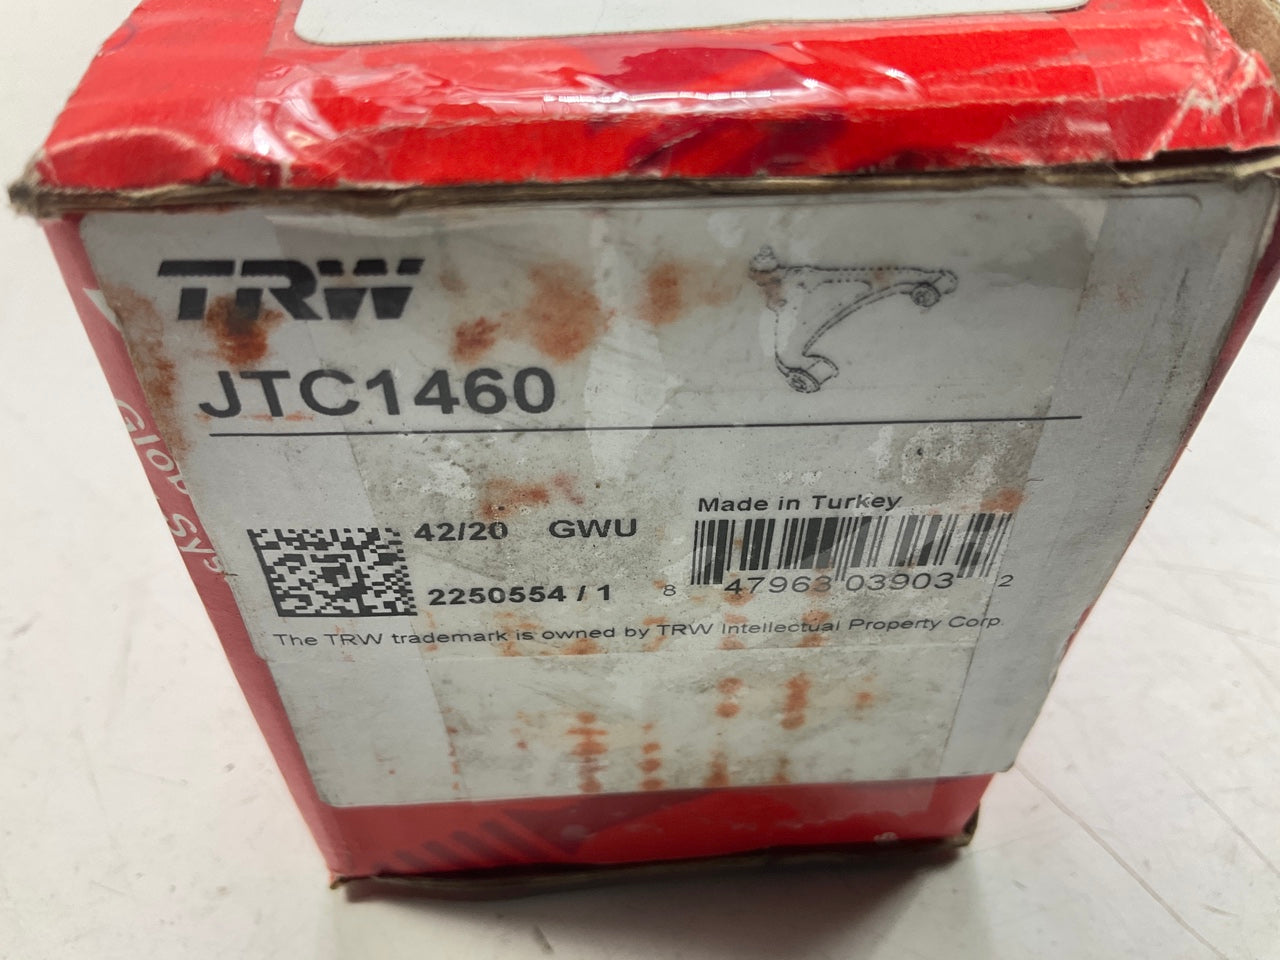 TRW
JTC1460
Made in Turkey
42/20 GWU
2250554 / 1
8 47963 03903 2
The TRW trademark is owned by TRW Intellectual Property Corp.